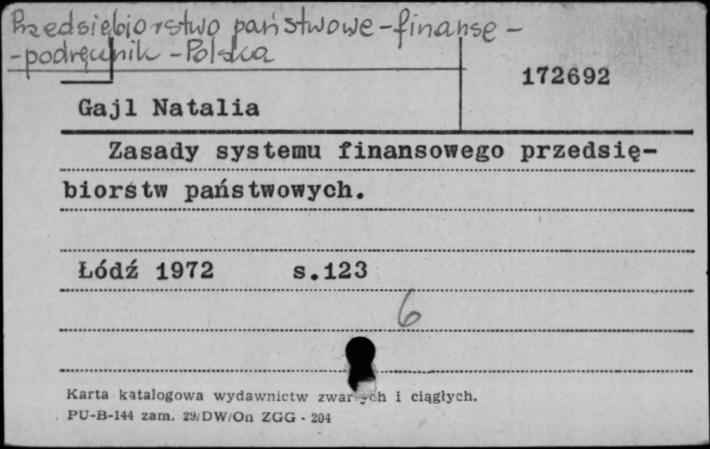 Przedsiębiorstwo państwowe - finanse -
- podręcznik - Polska
172692
Gajl Natalia
Zasady systemu finansowego przedsię-
biorstw państwowych.
Łódź 1972 s.123
6
Karta katalogowa wydawnictw zwartych i ciągłych.
PU-B-144 zam. 29/DW/On ZGG - 204